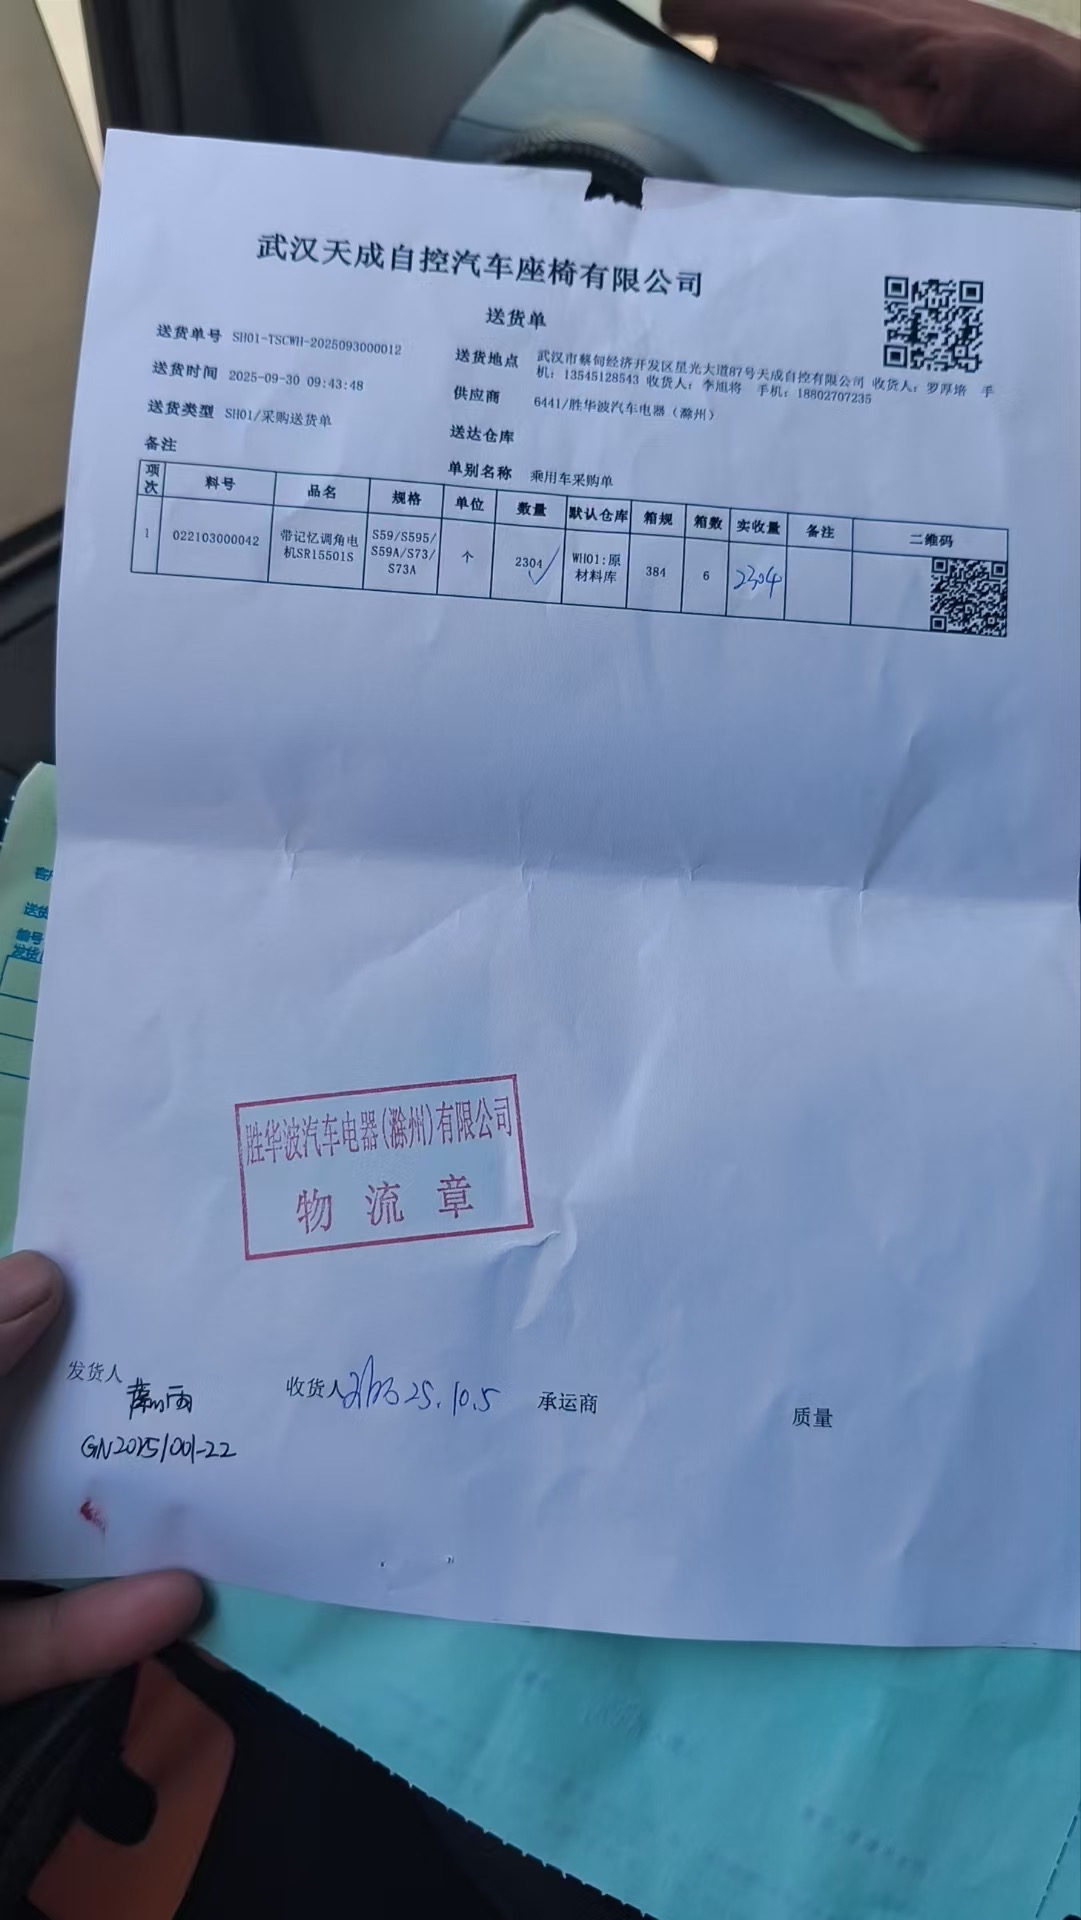 武汉天成自控汽车座椅有限公司
送货单
送货单号 SH01-TSCWH-2025093000012
送货地点 武汉市蔡甸经济开发区星光大道87号天成自控有限公司 收货人：罗厚培 手
机：13545128543 收货人：李旭将 手机：18802707235
送货时间 2025-09-30 09:43:48
供应商 6441/胜华波汽车电器（滁州）
送货类型 SH01/采购送货单
送达仓库
备注
单别名称 乘用车采购单
项次 料号 品名 规格 单位 数量 默认仓库 箱规 箱数 实收量 备注 二维码
1 022103000042 带记忆调角电机SR15501S S59/S595/S59A/S73/S73A 个 2304 WH01:原材料库 384 6 2304
客户
送货
编号
发货
胜华波汽车电器(滁州)有限公司
物流章
发货人
收货人 25.10.5
承运商
质量
GN20251001-22